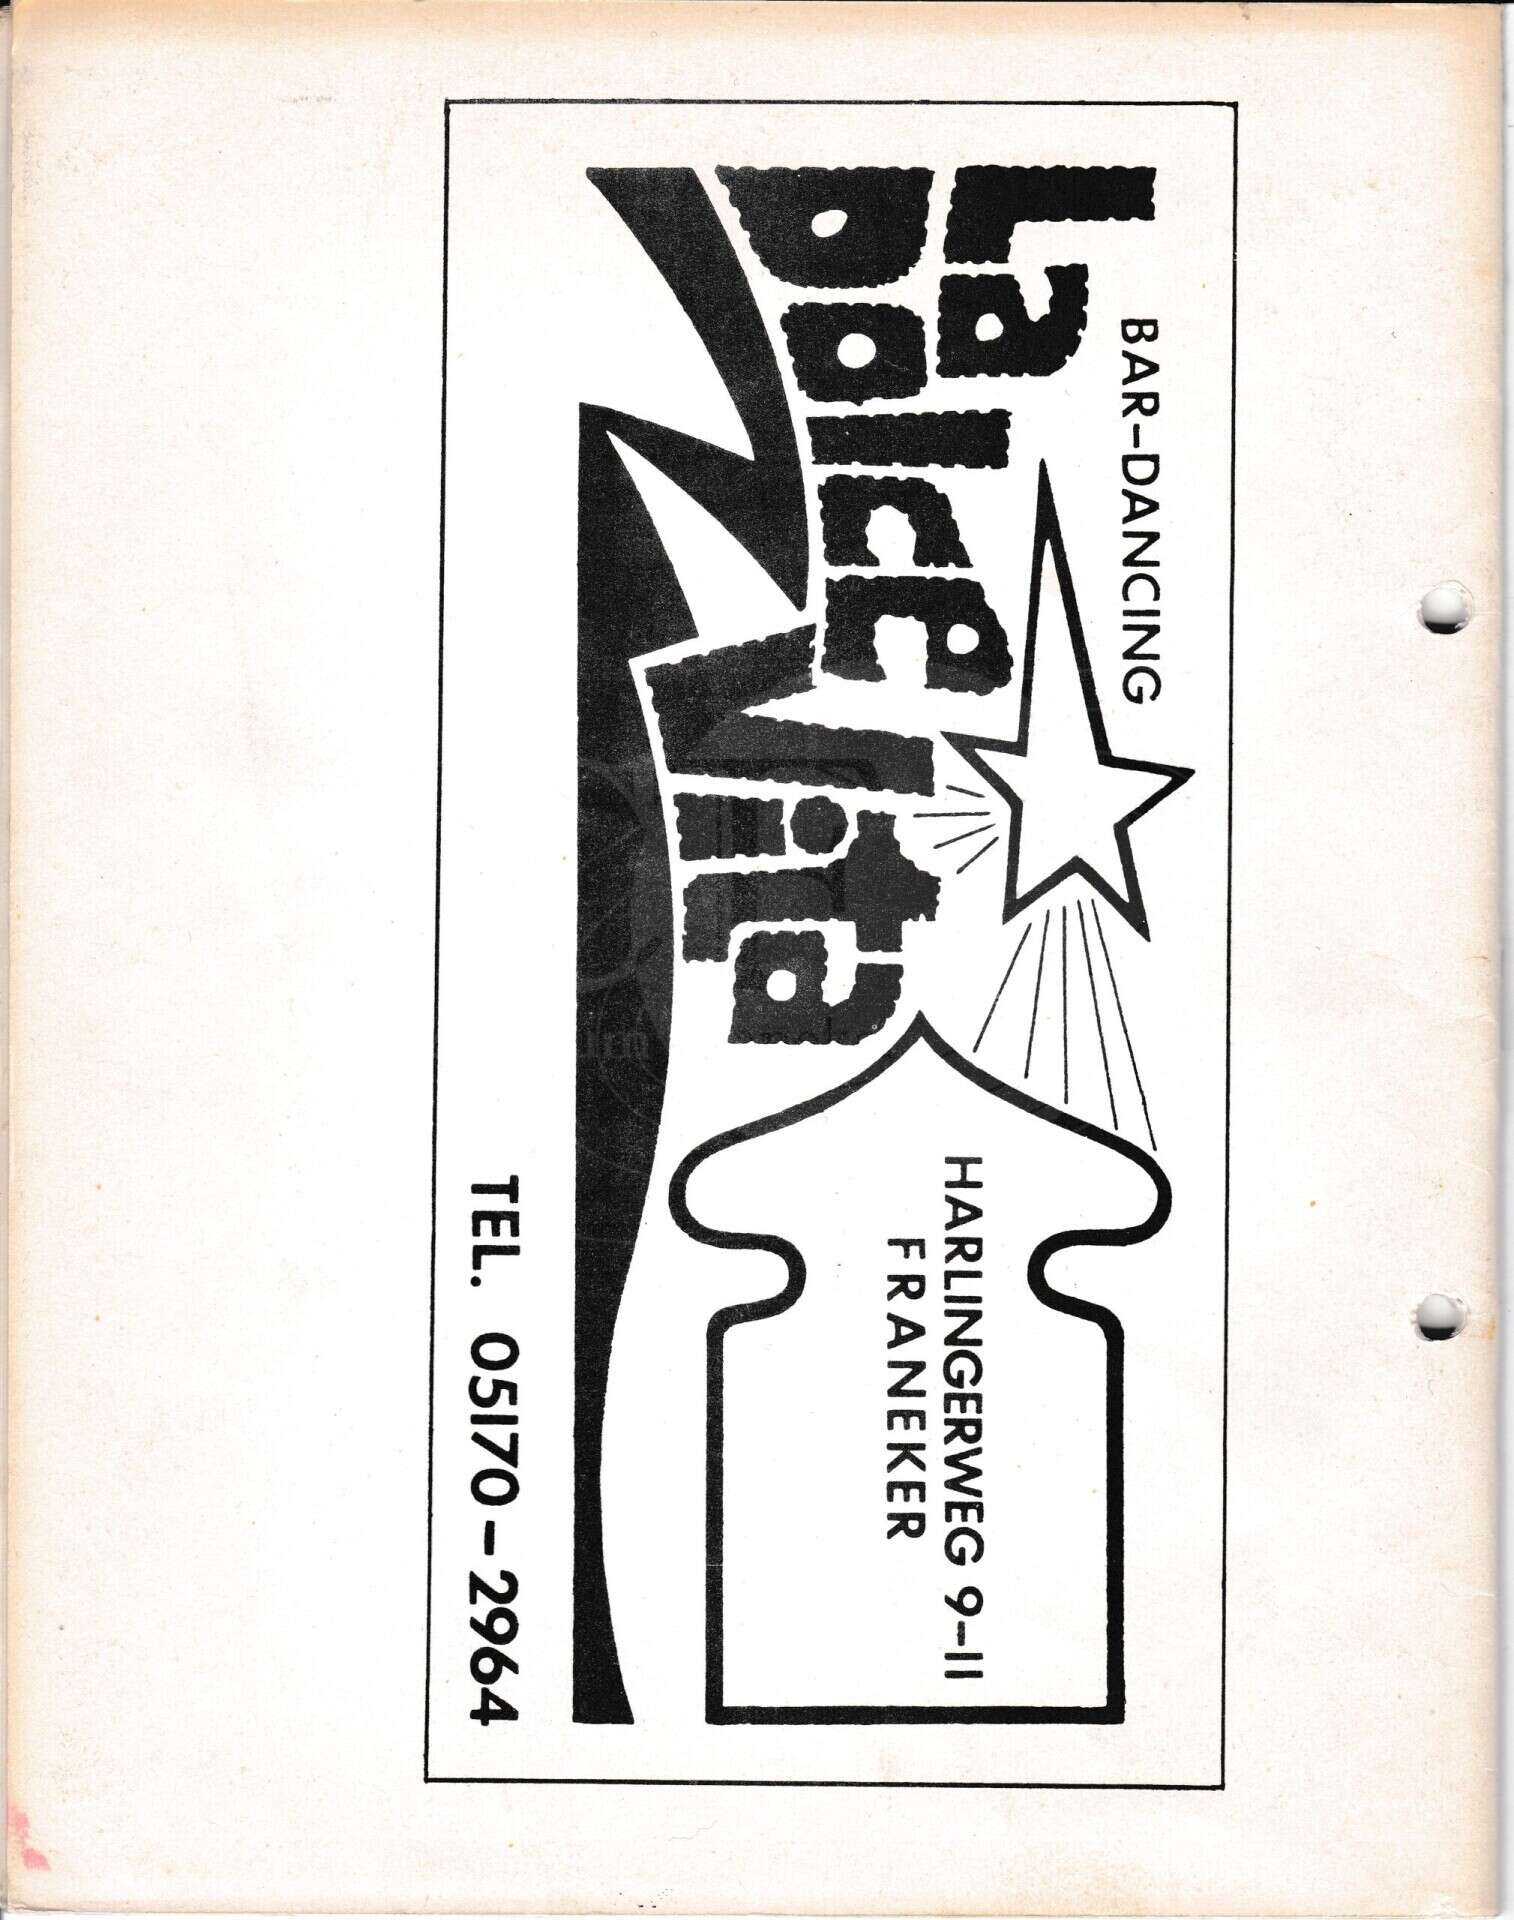 BAR-DANCING
La
Dolce
Vita
HARLINGERWEG 9-11
FRANEKER
TEL. 05170-2964